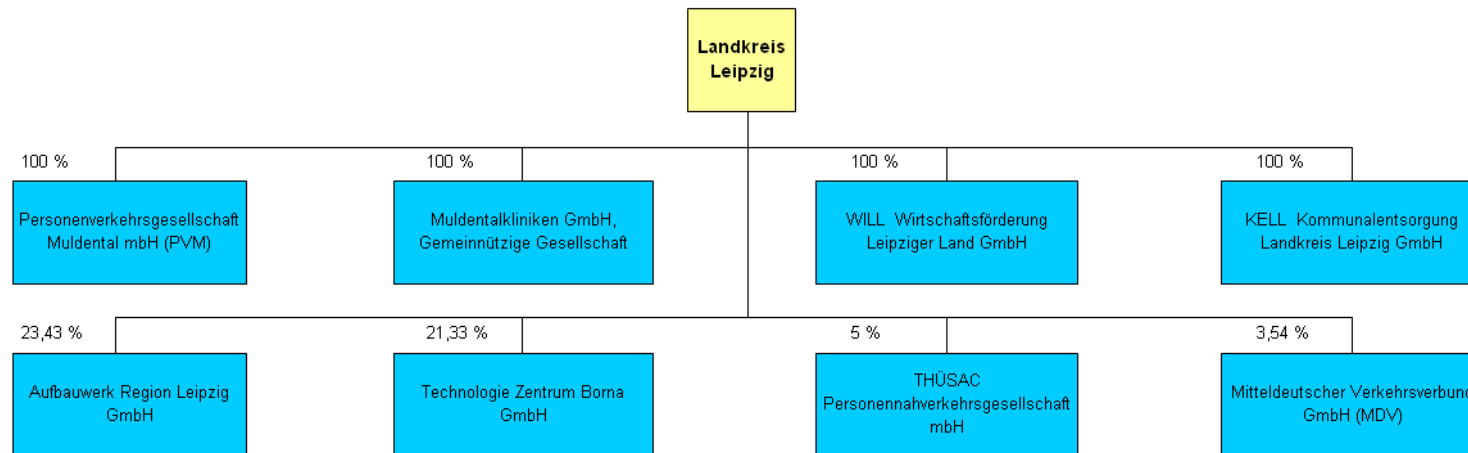 Landkreis
Leipzig
100 %
100 %
100 %
100 %
Personenverkehrsgesellschaft
Muldental mbH (PVM)
Muldentalkliniken GmbH,
Gemeinnützige Gesellschaft
WILL Wirtschaftsförderung
Leipziger Land GmbH
KELL Kommunalentsorgung
Landkreis Leipzig GmbH
23,43 %
21,33 %
5 %
3,54 %
Aufbauwerk Region Leipzig
GmbH
Technologie Zentrum Borna
GmbH
THÜSAC
Personennahverkehrsgesellschaft
mbH
Mitteldeutscher Verkehrsverbund
GmbH (MDV)